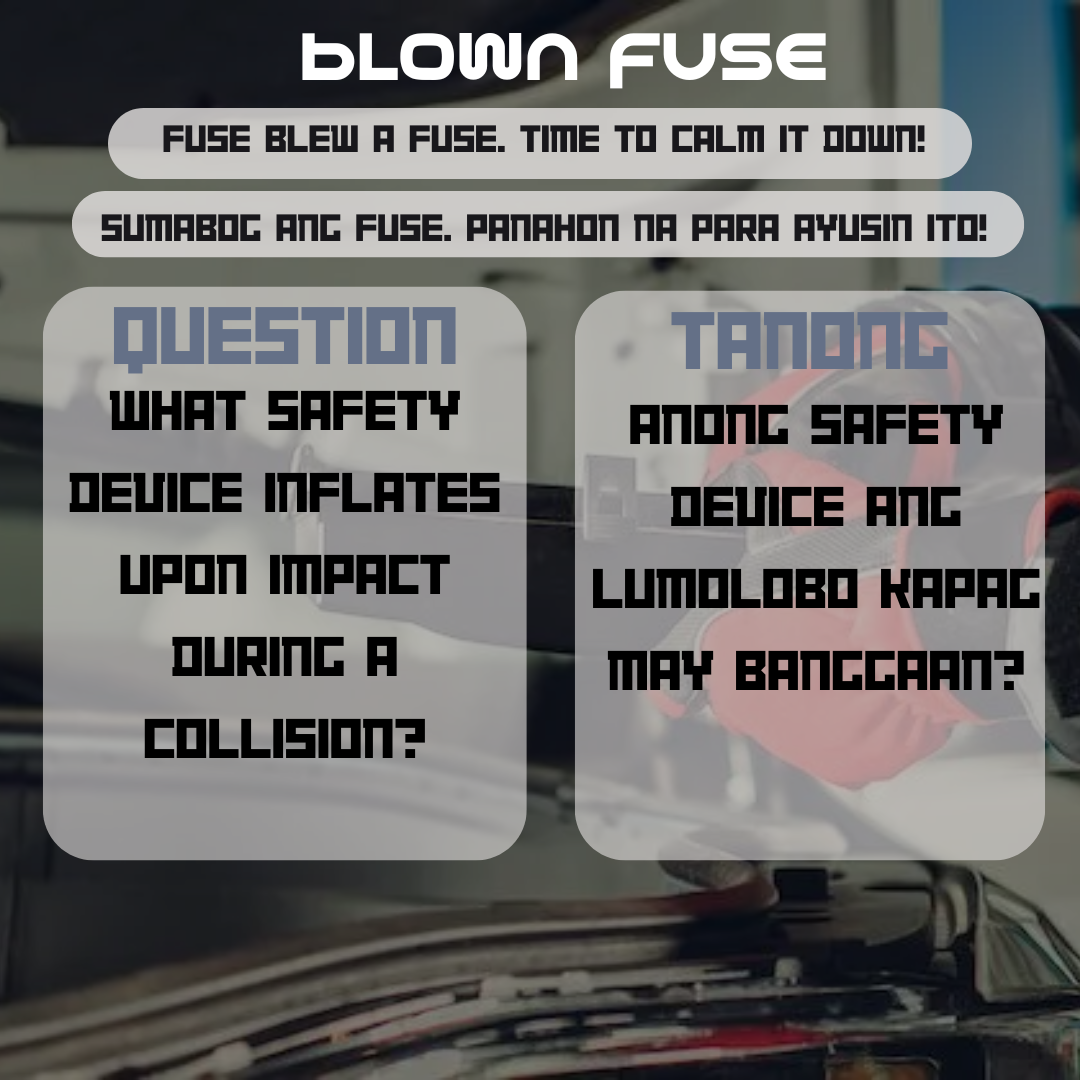 BLOWN FUSE
FUSE BLEW A FUSE. TIME TO CALM IT DOWN!
SUMABOG ANG FUSE. PANAHON NA PARA AYUSIN ITO!
QUESTION
WHAT SAFETY
DEVICE INFLATES
UPON IMPACT
DURING A
COLLISION?
TANONG
ANONG SAFETY
DEVICE ANG
LUMOLOBO KAPAG
MAY BANGGAAN?